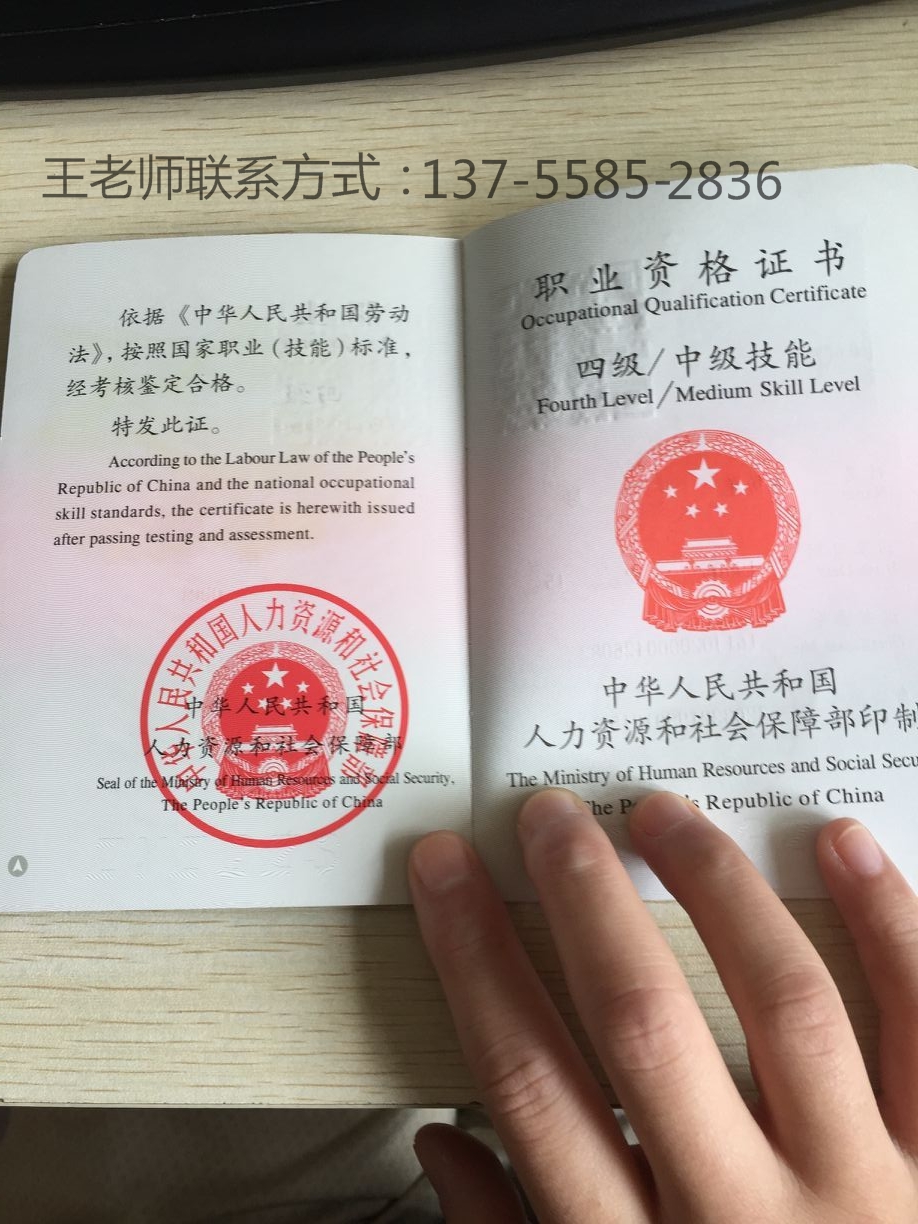 王老师联系方式：137-5585-2836
依据《中华人民共和国劳动
法》，按照国家职业（技能）标准，
经考核鉴定合格。
特发此证。
According to the Labour Law of the People's
Republic of China and the national occupational
skill standards, the certificate is herewith issued
after passing testing and assessment.
中华人民共和国人力资源和社会保障部
中华人民共和国
人力资源和社会保障部
Seal of the Ministry of Human Resources and Social Security,
The People's Republic of China
职业资格证书
Occupational Qualification Certificate
四级/中级技能
Fourth Level/Medium Skill Level
中华人民共和国
人力资源和社会保障部印制
The Ministry of Human Resources and Social Secu
The Pe 's Republic of China